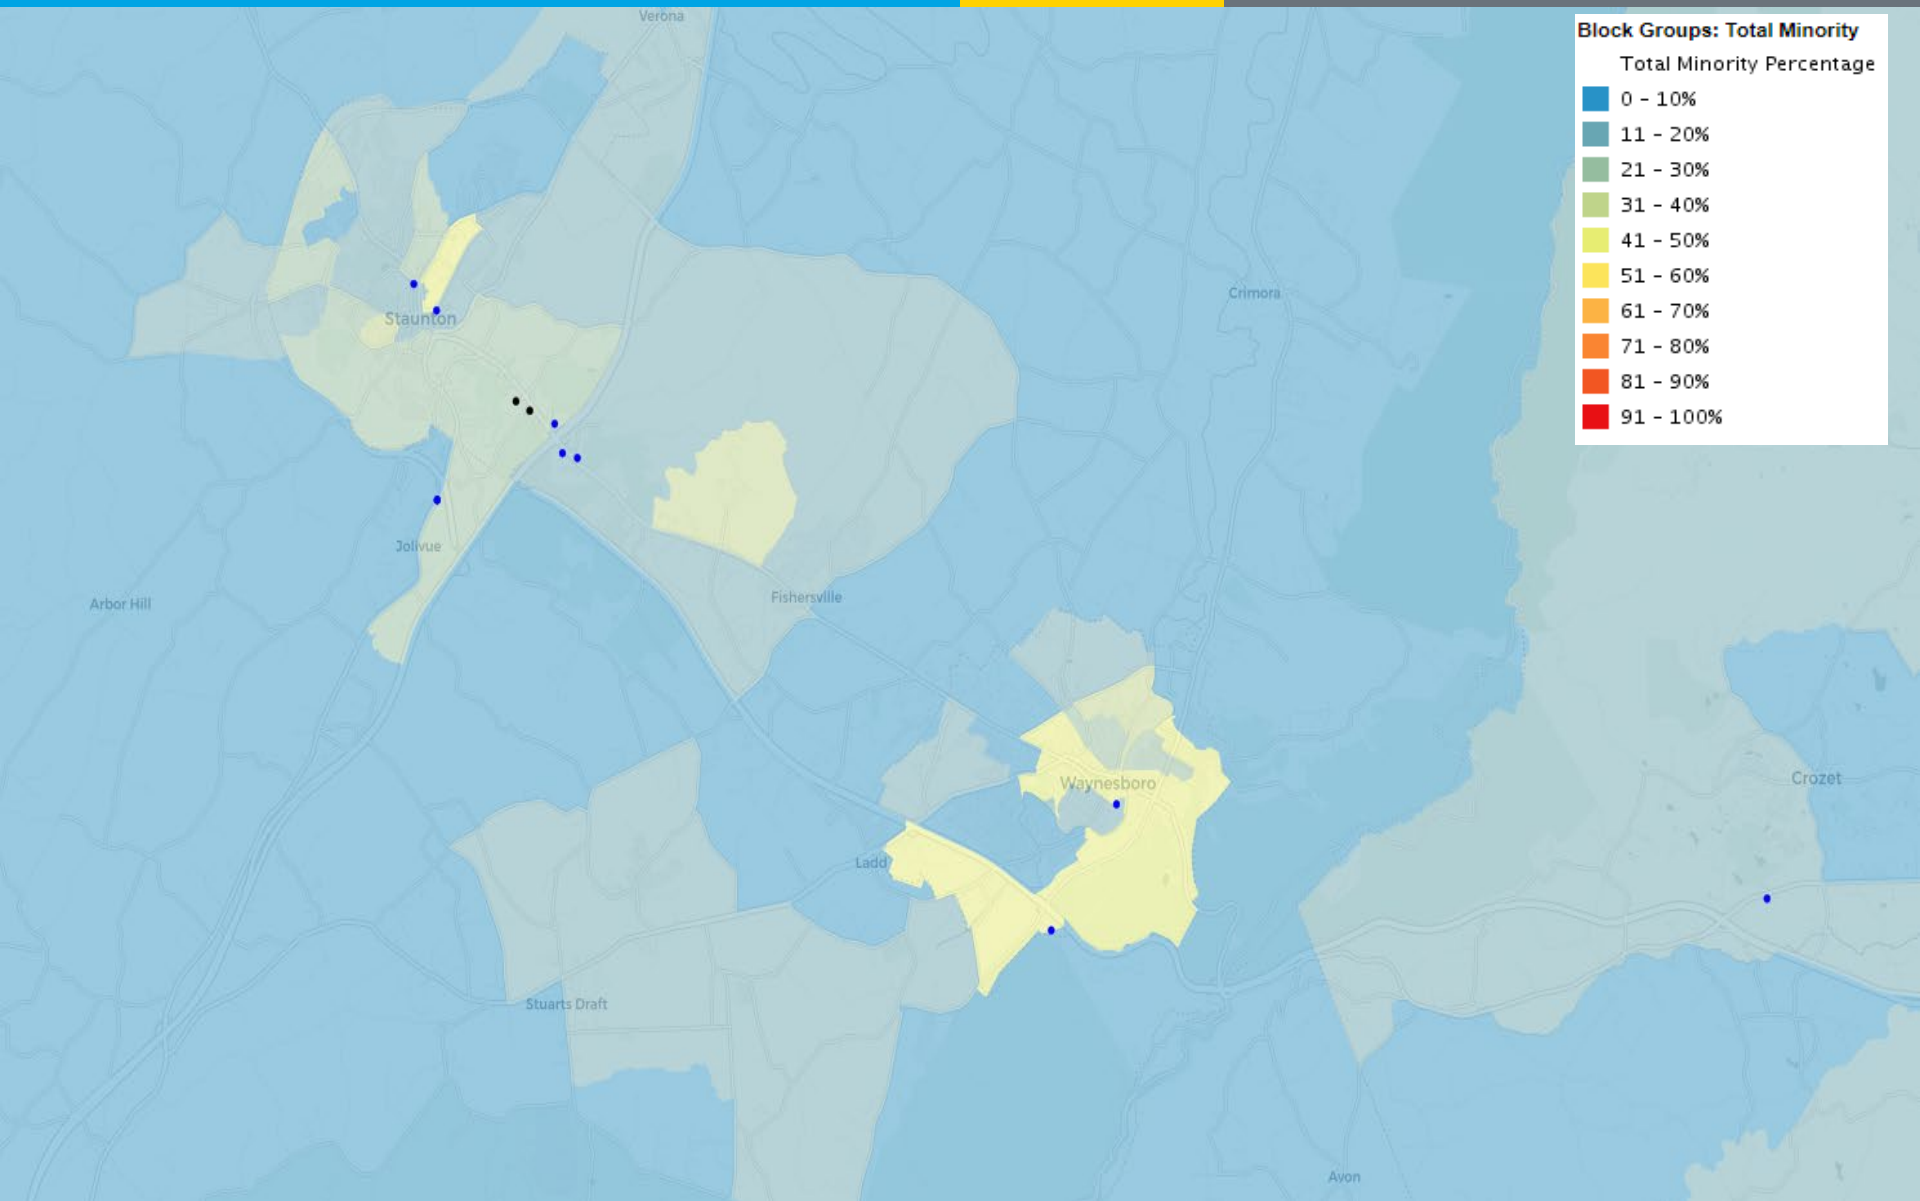 Verona
Block Groups: Total Minority
Total Minority Percentage
0 - 10%
11 - 20%
21 - 30%
31 - 40%
41 - 50%
51 - 60%
61 - 70%
71 - 80%
81 - 90%
91 - 100%
Crimora
Staunton
Jolivue
Arbor Hill
Fishersville
Waynesboro
Crozet
Ladd
Stuarts Draft
Avon